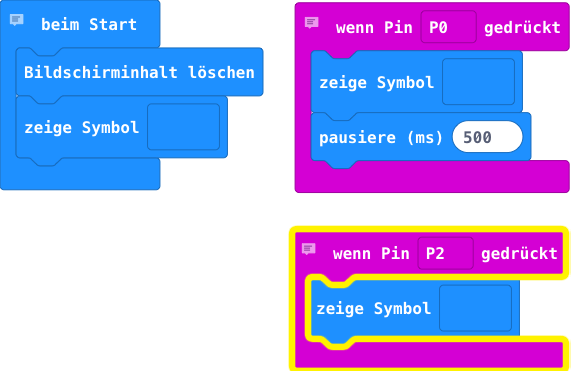 beim Start
Bildschirminhalt löschen
zeige Symbol
wenn Pin P0 gedrückt
zeige Symbol
pausiere (ms) 500
wenn Pin P2 gedrückt
zeige Symbol